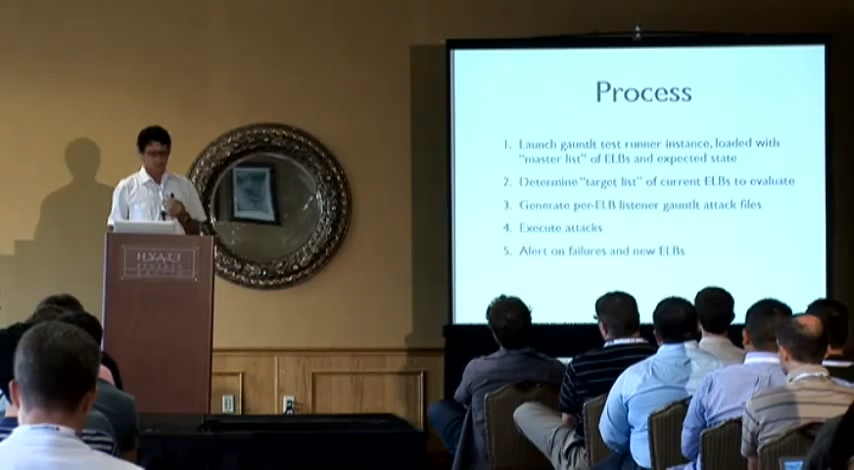 Process
1. Launch gauntlt test runner instance, loaded with
"master list" of ELBs and expected state
2. Determine "target list" of current ELBs to evaluate
3. Generate per-ELB listener gauntlt attack files
4. Execute attacks
5. Alert on failures and new ELBs
HYATT